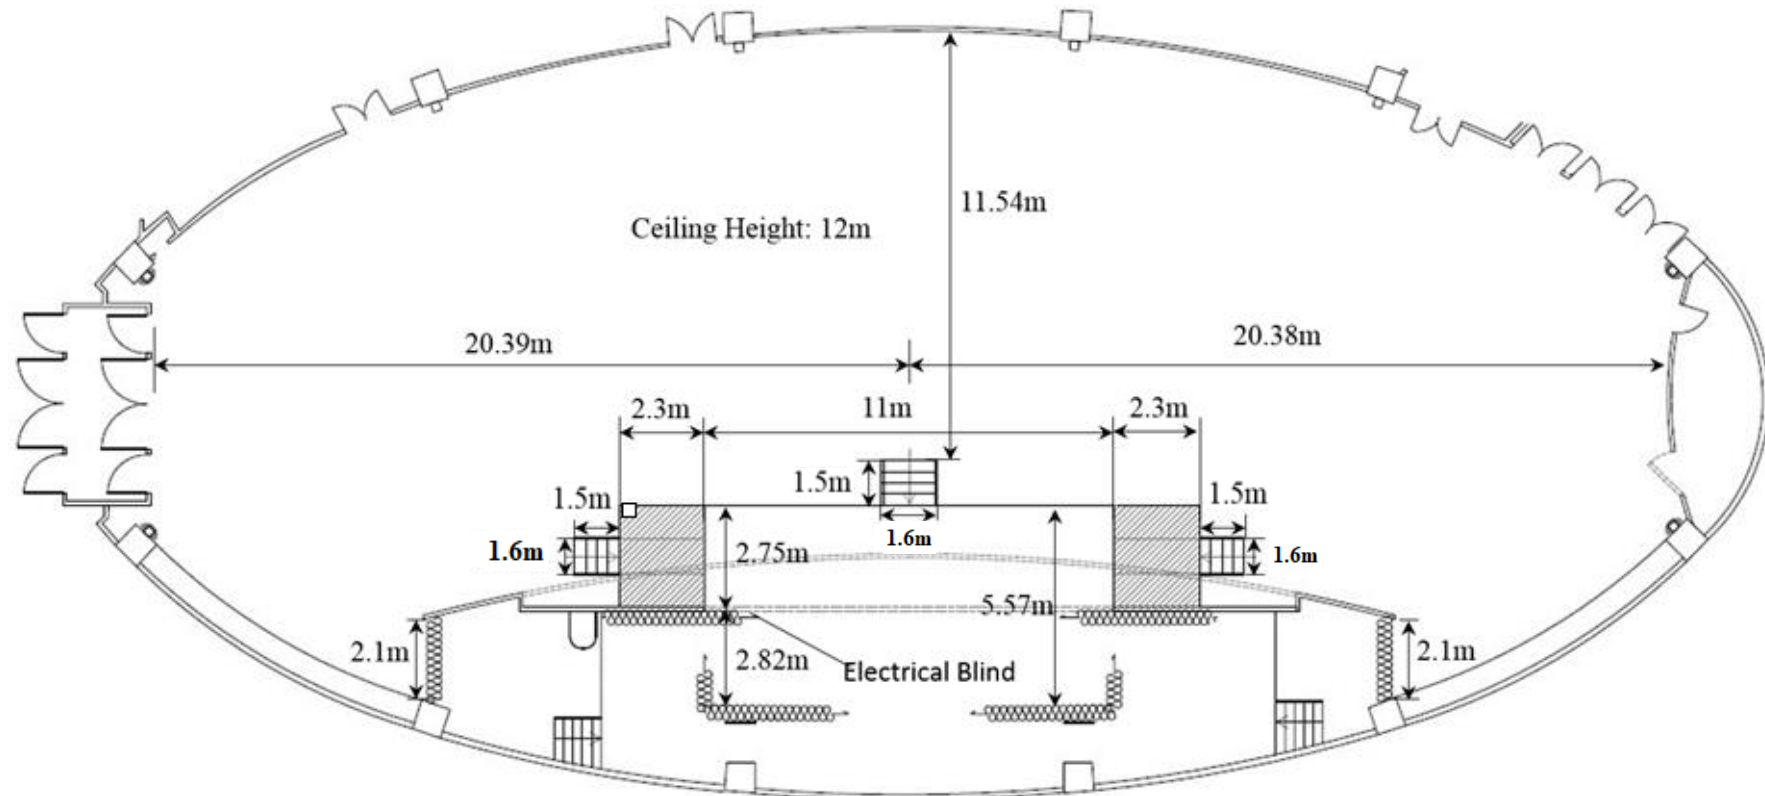 11.54m
Ceiling Height: 12m
20.39m
20.38m
2.3m
11m
2.3m
1.5m
1.5m
1.5m
1.6m
1.6m
2.75m
1.6m
5.57m
2.1m
2.82m
Electrical Blind
2.1m